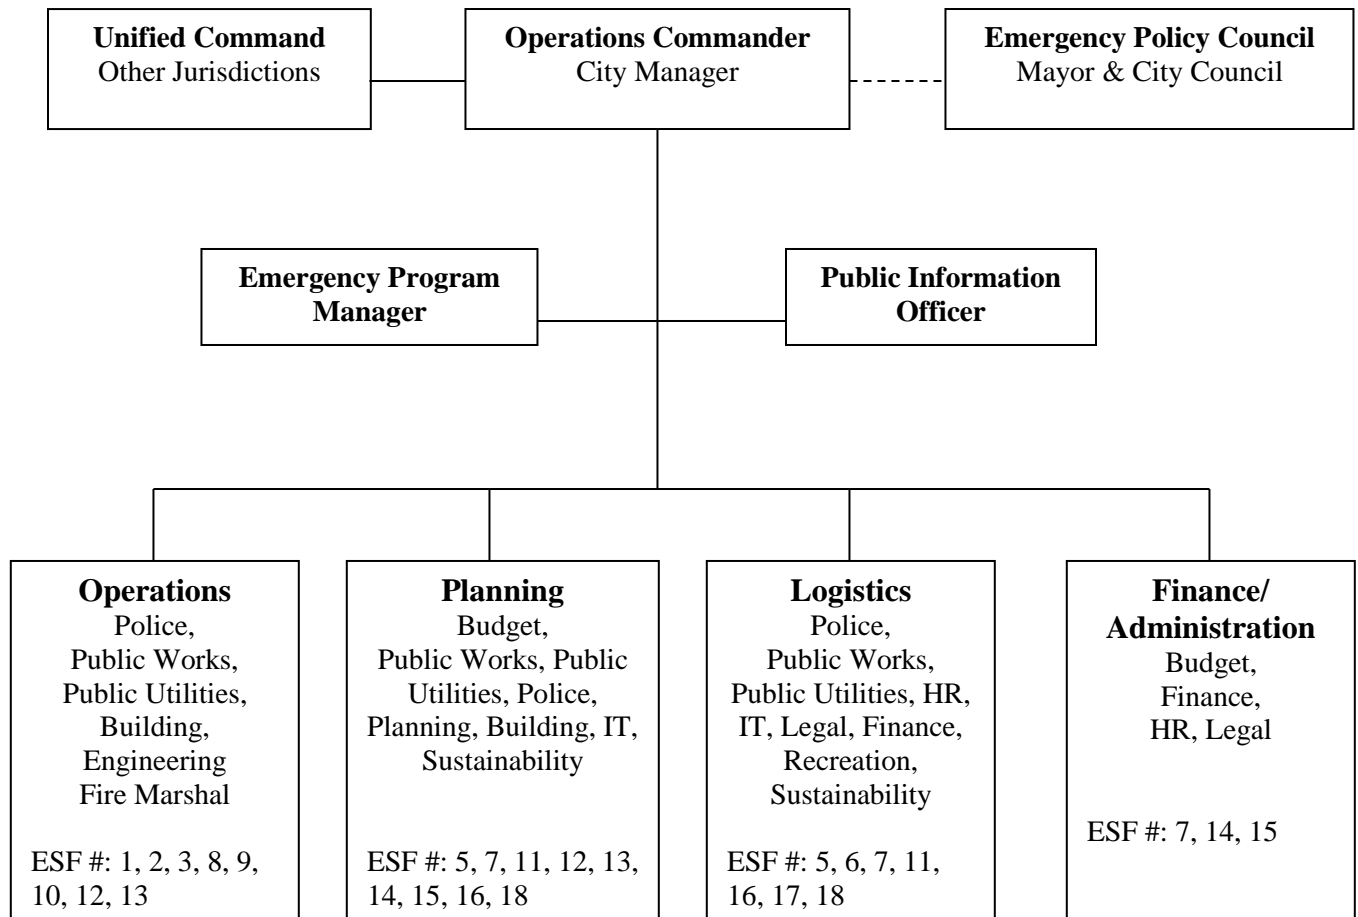 Unified Command
Other Jurisdictions
Operations Commander
City Manager
Emergency Policy Council
Mayor & City Council
Emergency Program
Manager
Public Information
Officer
Operations
Police,
Public Works,
Public Utilities,
Building,
Engineering
Fire Marshal
ESF #: 1, 2, 3, 8, 9,
10, 12, 13
Planning
Budget,
Public Works, Public
Utilities, Police,
Planning, Building, IT,
Sustainability
ESF #: 5, 7, 11, 12, 13,
14, 15, 16, 18
Logistics
Police,
Public Works,
Public Utilities, HR,
IT, Legal, Finance,
Recreation,
Sustainability
ESF #: 5, 6, 7, 11,
16, 17, 18
Finance/
Administration
Budget,
Finance,
HR, Legal
ESF #: 7, 14, 15